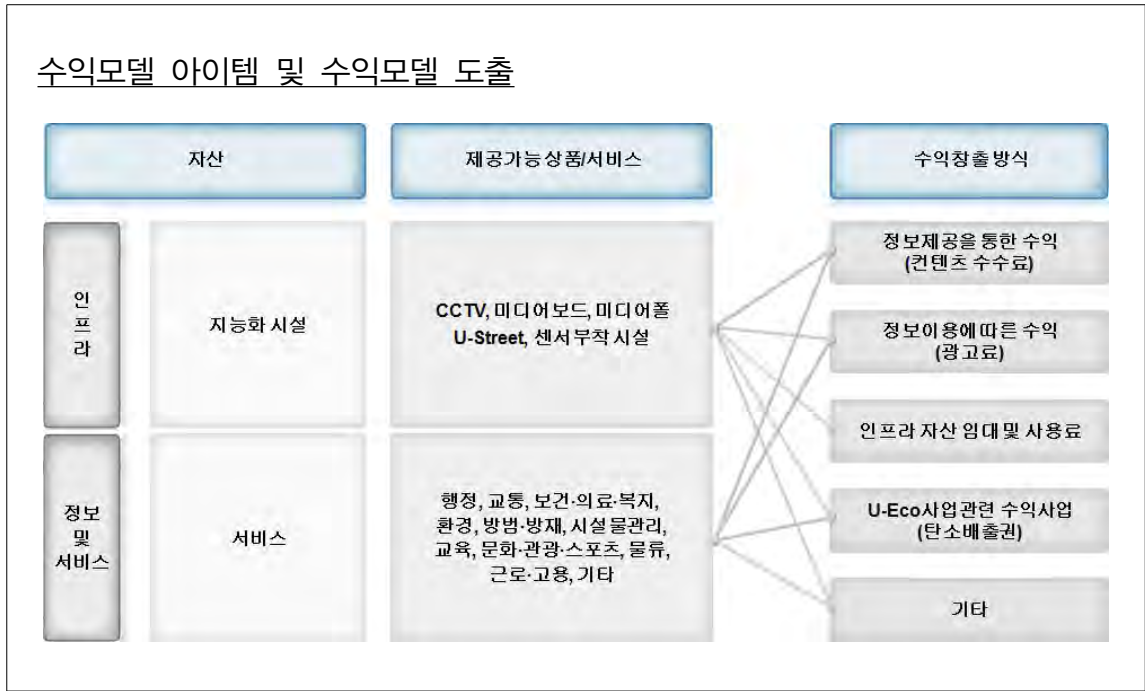 수익모델 아이템 및 수익모델 도출
자산
제공가능상품/서비스
수익창출방식
인
프
라
지능화 시설
CCTV, 미디어보드, 미디어폴
U-Street, 센서부착 시설
정보
및
서비스
서비스
행정, 교통, 보건·의료·복지,
환경, 방범·방재, 시설물관리,
교육, 문화·관광·스포츠, 물류,
근로·고용, 기타
정보제공을 통한 수익
(컨텐츠 수수료)
정보이용에 따른 수익
(광고료)
인프라 자산 임대 및 사용료
U-Eco사업관련 수익사업
(탄소배출권)
기타